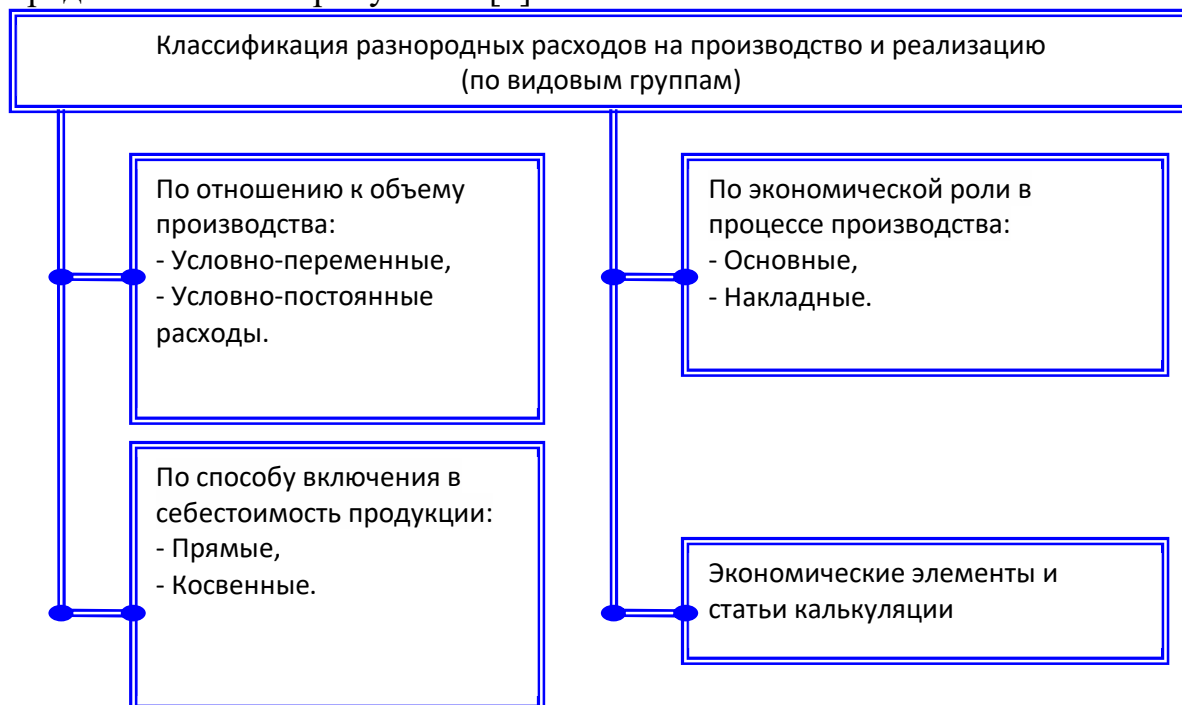 Классификация разнородных расходов на производство и реализацию
(по видовым группам)
По отношению к объему
производства:
- Условно-переменные,
- Условно-постоянные
расходы.
По экономической роли в
процессе производства:
- Основные,
- Накладные.
По способу включения в
себестоимость продукции:
- Прямые,
- Косвенные.
Экономические элементы и
статьи калькуляции